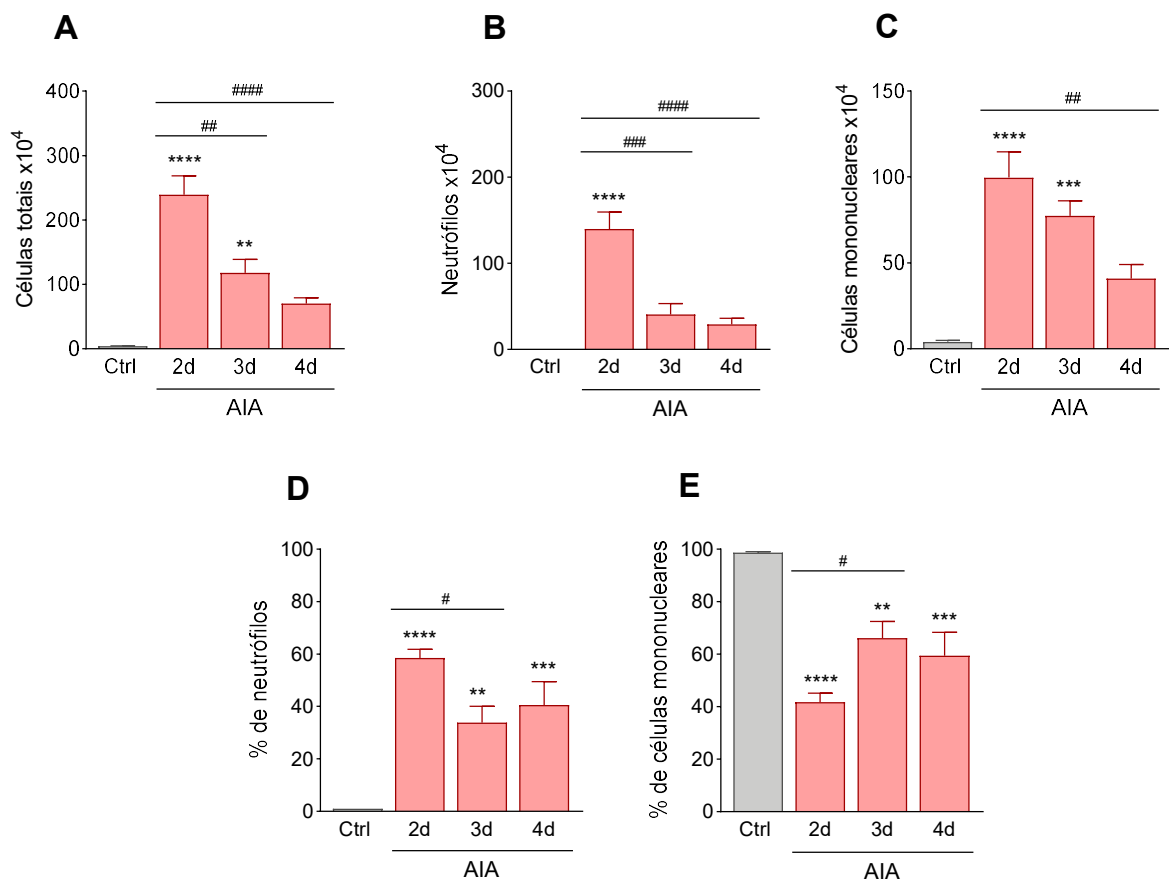 A
Células totais x10⁴
400
300
200
100
0
####
##
****
**
Ctrl 2d 3d 4d
AIA
B
Neutrófilos x10⁴
300
200
100
0
####
###
****
Ctrl 2d 3d 4d
AIA
C
Células mononucleares x10⁴
150
100
50
0
##
****
***
Ctrl 2d 3d 4d
AIA
D
% de neutrófilos
100
80
60
40
20
0
#
****
**
***
Ctrl 2d 3d 4d
AIA
E
% de células mononucleares
100
80
60
40
20
0
#
****
**
***
Ctrl 2d 3d 4d
AIA